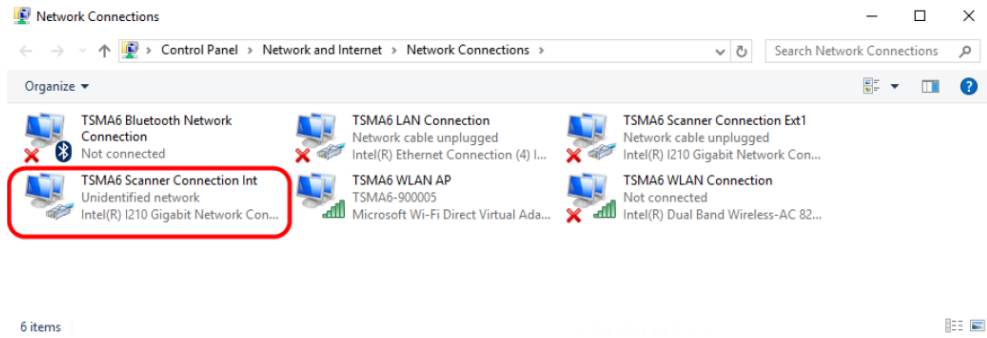 Network Connections
Control Panel > Network and Internet > Network Connections >
Search Network Connections
Organize
TSMA6 Bluetooth Network
Connection
Not connected
TSMA6 LAN Connection
Network cable unplugged
Intel(R) Ethernet Connection (4) I...
TSMA6 Scanner Connection Ext1
Network cable unplugged
Intel(R) I210 Gigabit Network Con...
TSMA6 Scanner Connection Int
Unidentified network
Intel(R) I210 Gigabit Network Con...
TSMA6 WLAN AP
TSMA6-900005
Microsoft Wi-Fi Direct Virtual Ada...
TSMA6 WLAN Connection
Not connected
Intel(R) Dual Band Wireless-AC 82...
6 items